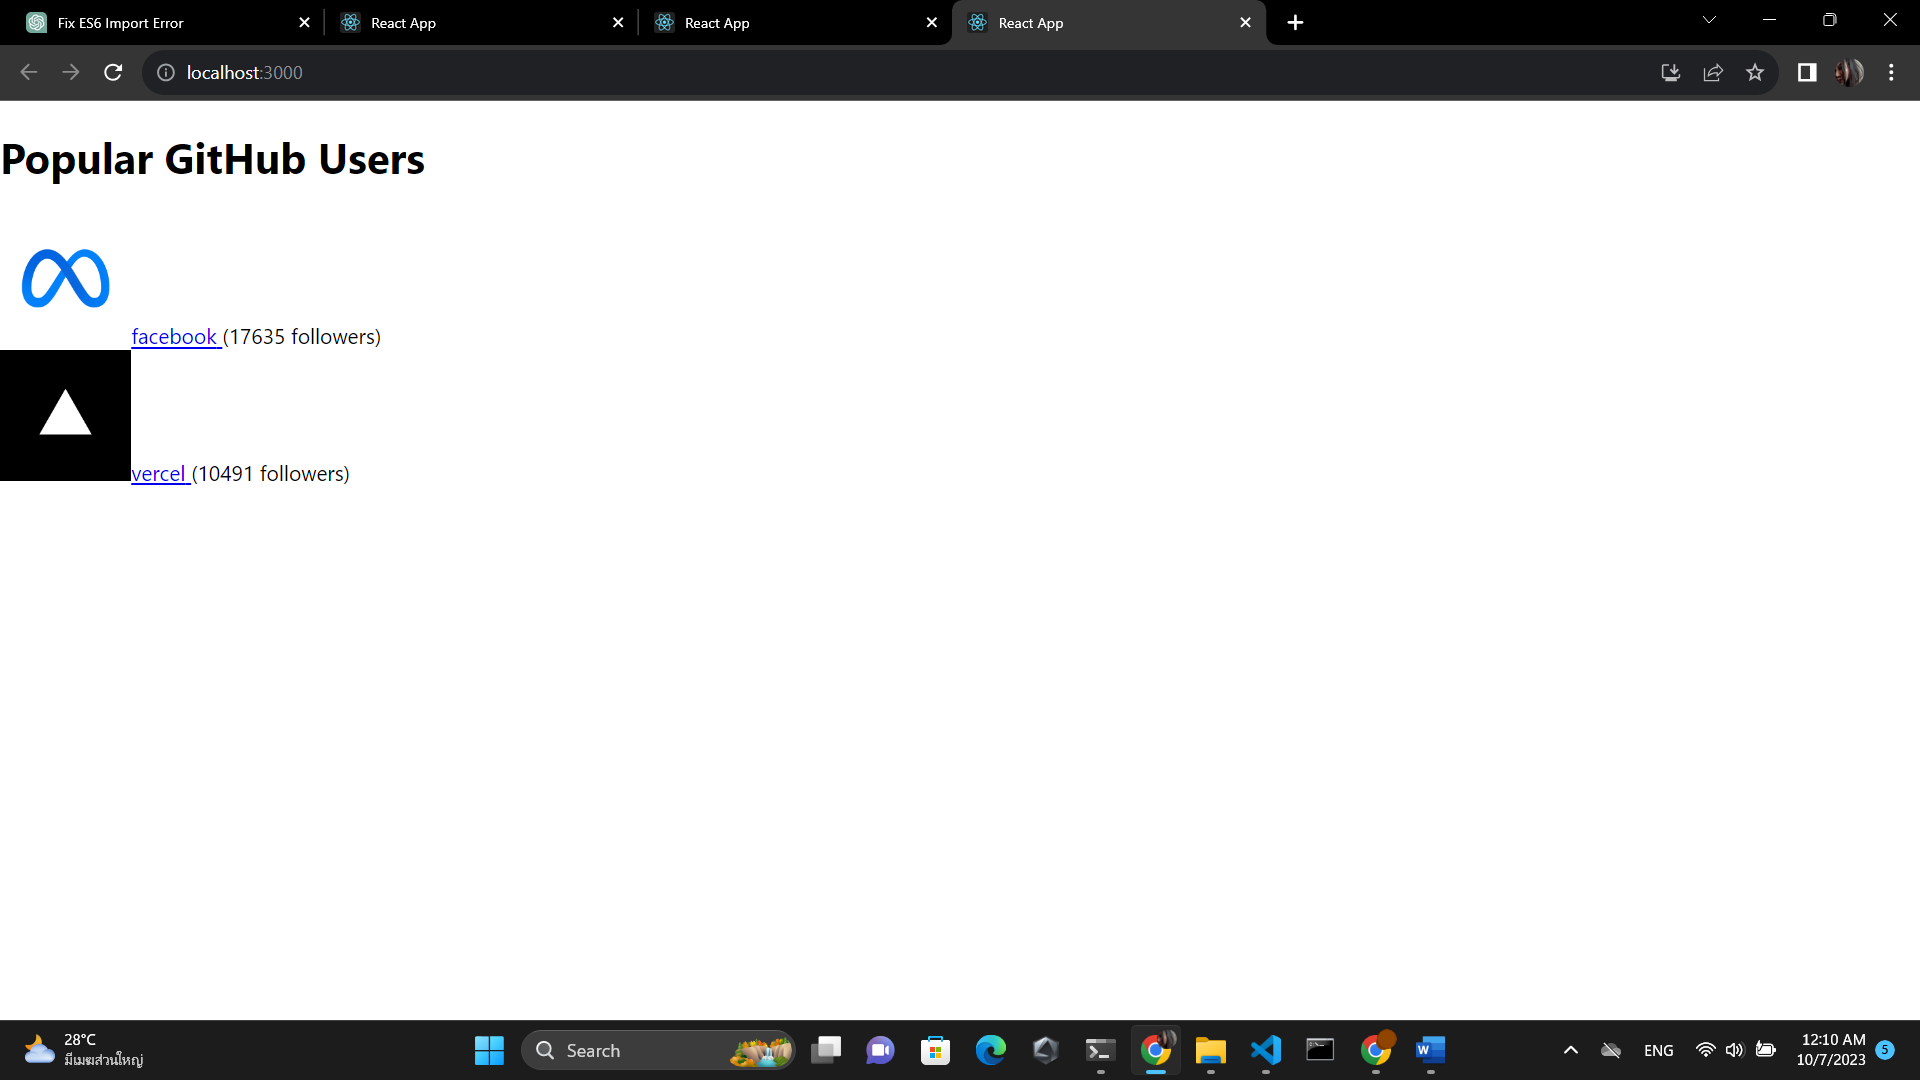 Fix ES6 Import Error
React App
React App
React App
localhost:3000
Popular GitHub Users
facebook (17635 followers)
vercel (10491 followers)
28°C
มีเมฆส่วนใหญ่
Search
ENG
12:10 AM
10/7/2023
5